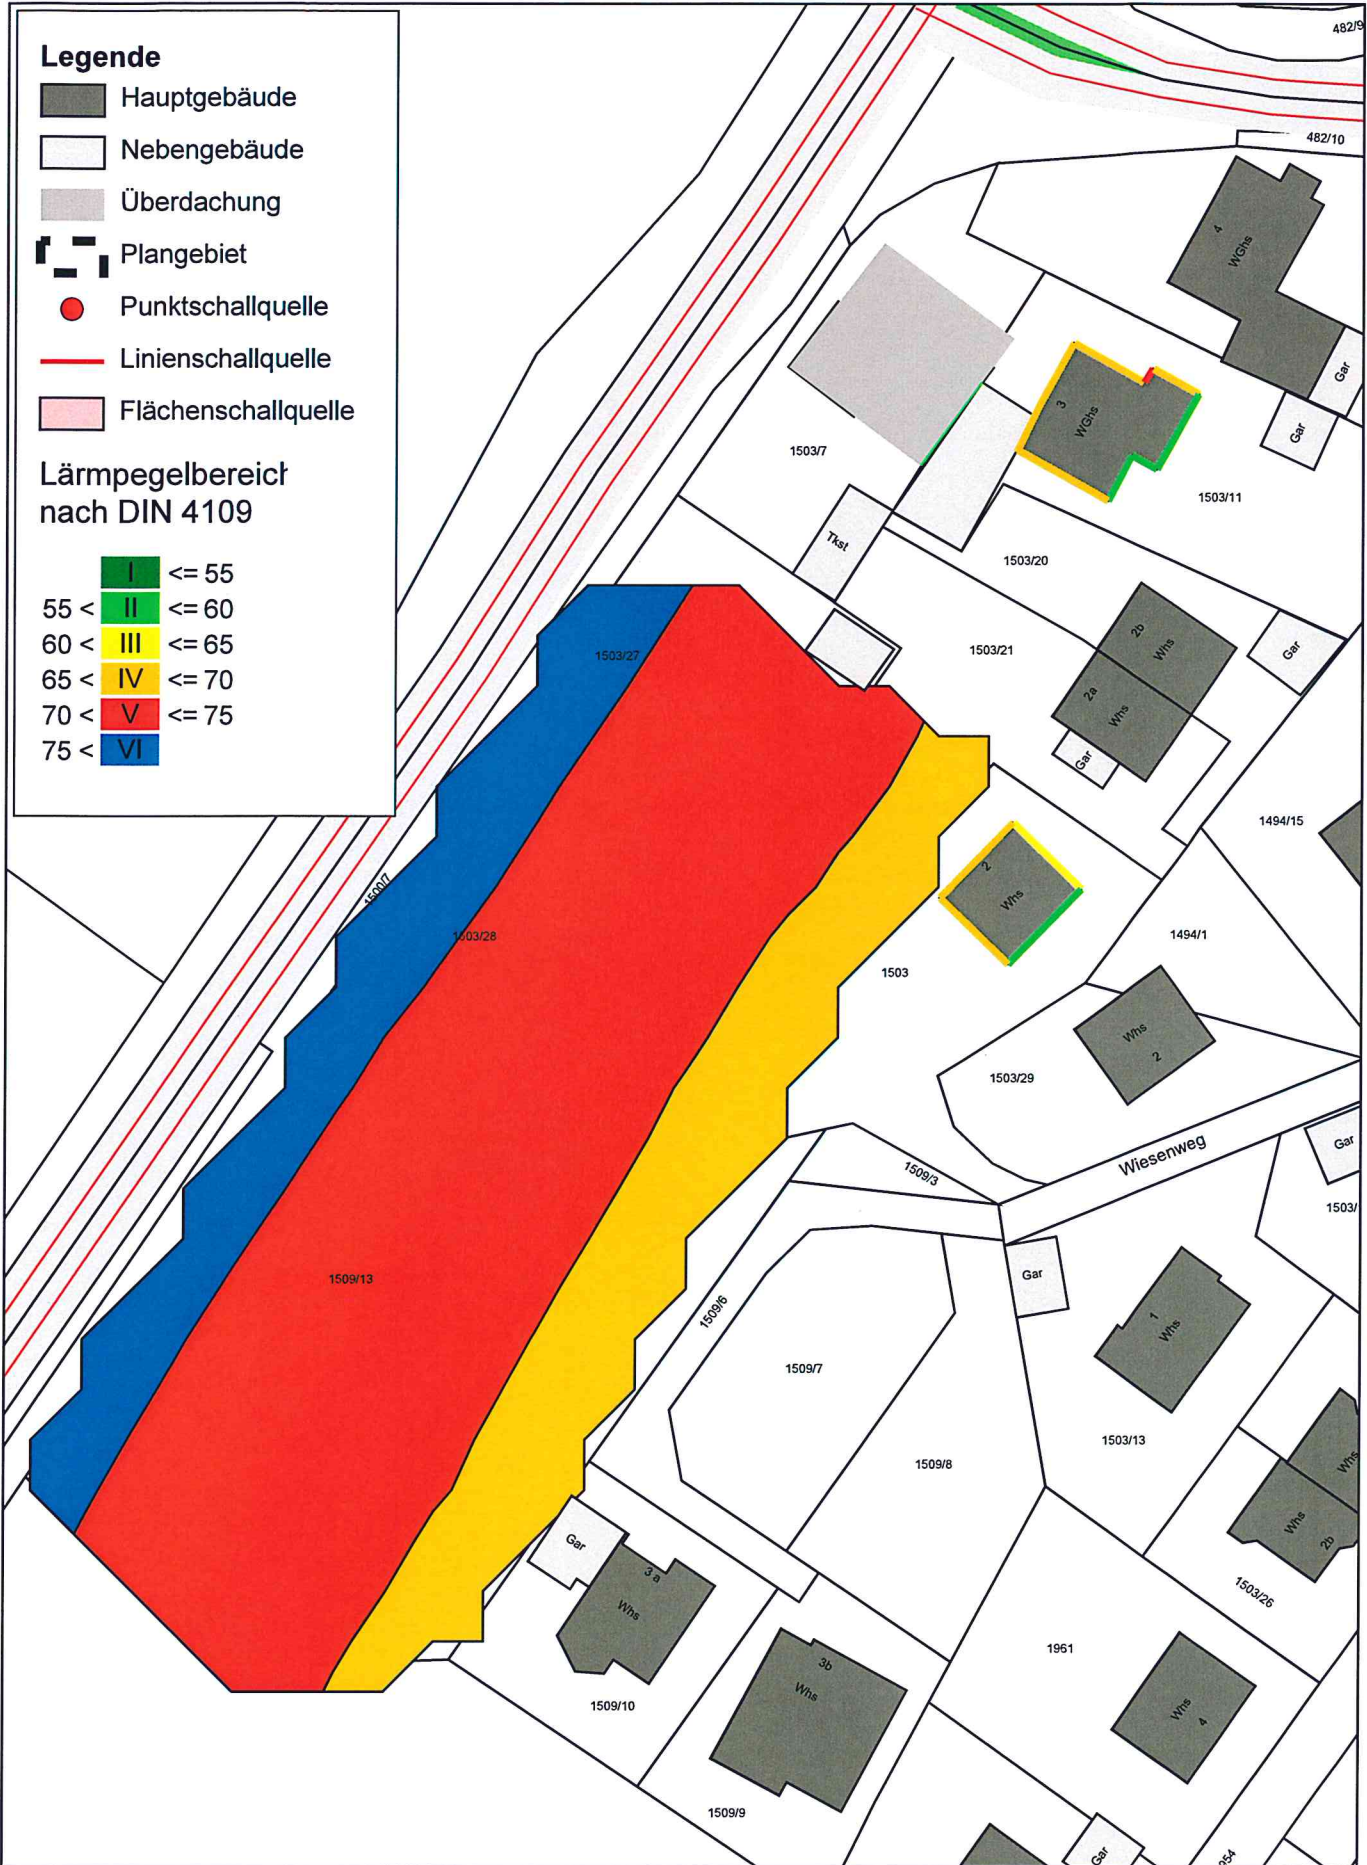 Legende
Hauptgebäude
Nebengebäude
Überdachung
Plangebiet
Punktschallquelle
Linienschallquelle
Flächenschallquelle
Lärmpegelbereich
nach DIN 4109
I <= 55
55 < II <= 60
60 < III <= 65
65 < IV <= 70
70 < V <= 75
75 < VI
482/9
482/10
4
WGhs
Gar
Gar
3
WGhs
1503/7
1503/11
Tkst
1503/20
1503/27
1503/21
2b
Whs
2a
Whs
Gar
Gar
1494/15
1500/7
1503/28
2
Whs
1503
1494/1
Whs
2
1503/29
Wiesenweg
Gar
1503/
1509/3
1509/13
1509/6
Gar
1
Whs
1509/7
1503/13
1509/8
Whs
Whs
2b
1503/26
Gar
3 a
Whs
1961
3b
Whs
Whs
4
1509/10
1509/9
Gar
954